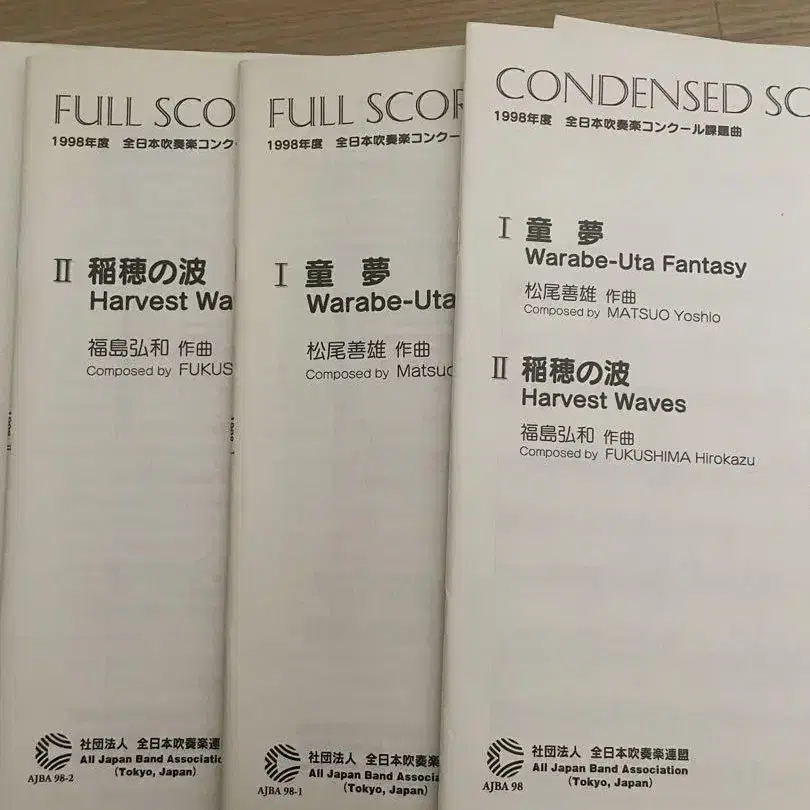 FULL SCO
1998年度 全日本吹奏楽コンク
II 稲穂の波
Harvest Wa
福島弘和 作曲
Composed by FUKUS
社団法人 全日本吹奏楽連
All Japan Band Associatic
(Tokyo, Japan)
AJBA 98-2
FULL SCOR
1998年度 全日本吹奏楽コンクー
I 童 夢
Warabe-Uta
松尾善雄 作曲
Composed by Matsuo
社団法人 全日本吹奏楽
All Japan Band Associa
(Tokyo, Japan)
AJBA 98-1
CONDENSED SC
1998年度 全日本吹奏楽コンクール課題曲
I 童 夢
Warabe-Uta Fantasy
松尾善雄 作曲
Composed by MATSUO Yoshio
II 稲穂の波
Harvest Waves
福島弘和 作曲
Composed by FUKUSHIMA Hirokazu
社団法人 全日本吹奏楽連盟
All Japan Band Association
(Tokyo, Japan)
AJBA 98